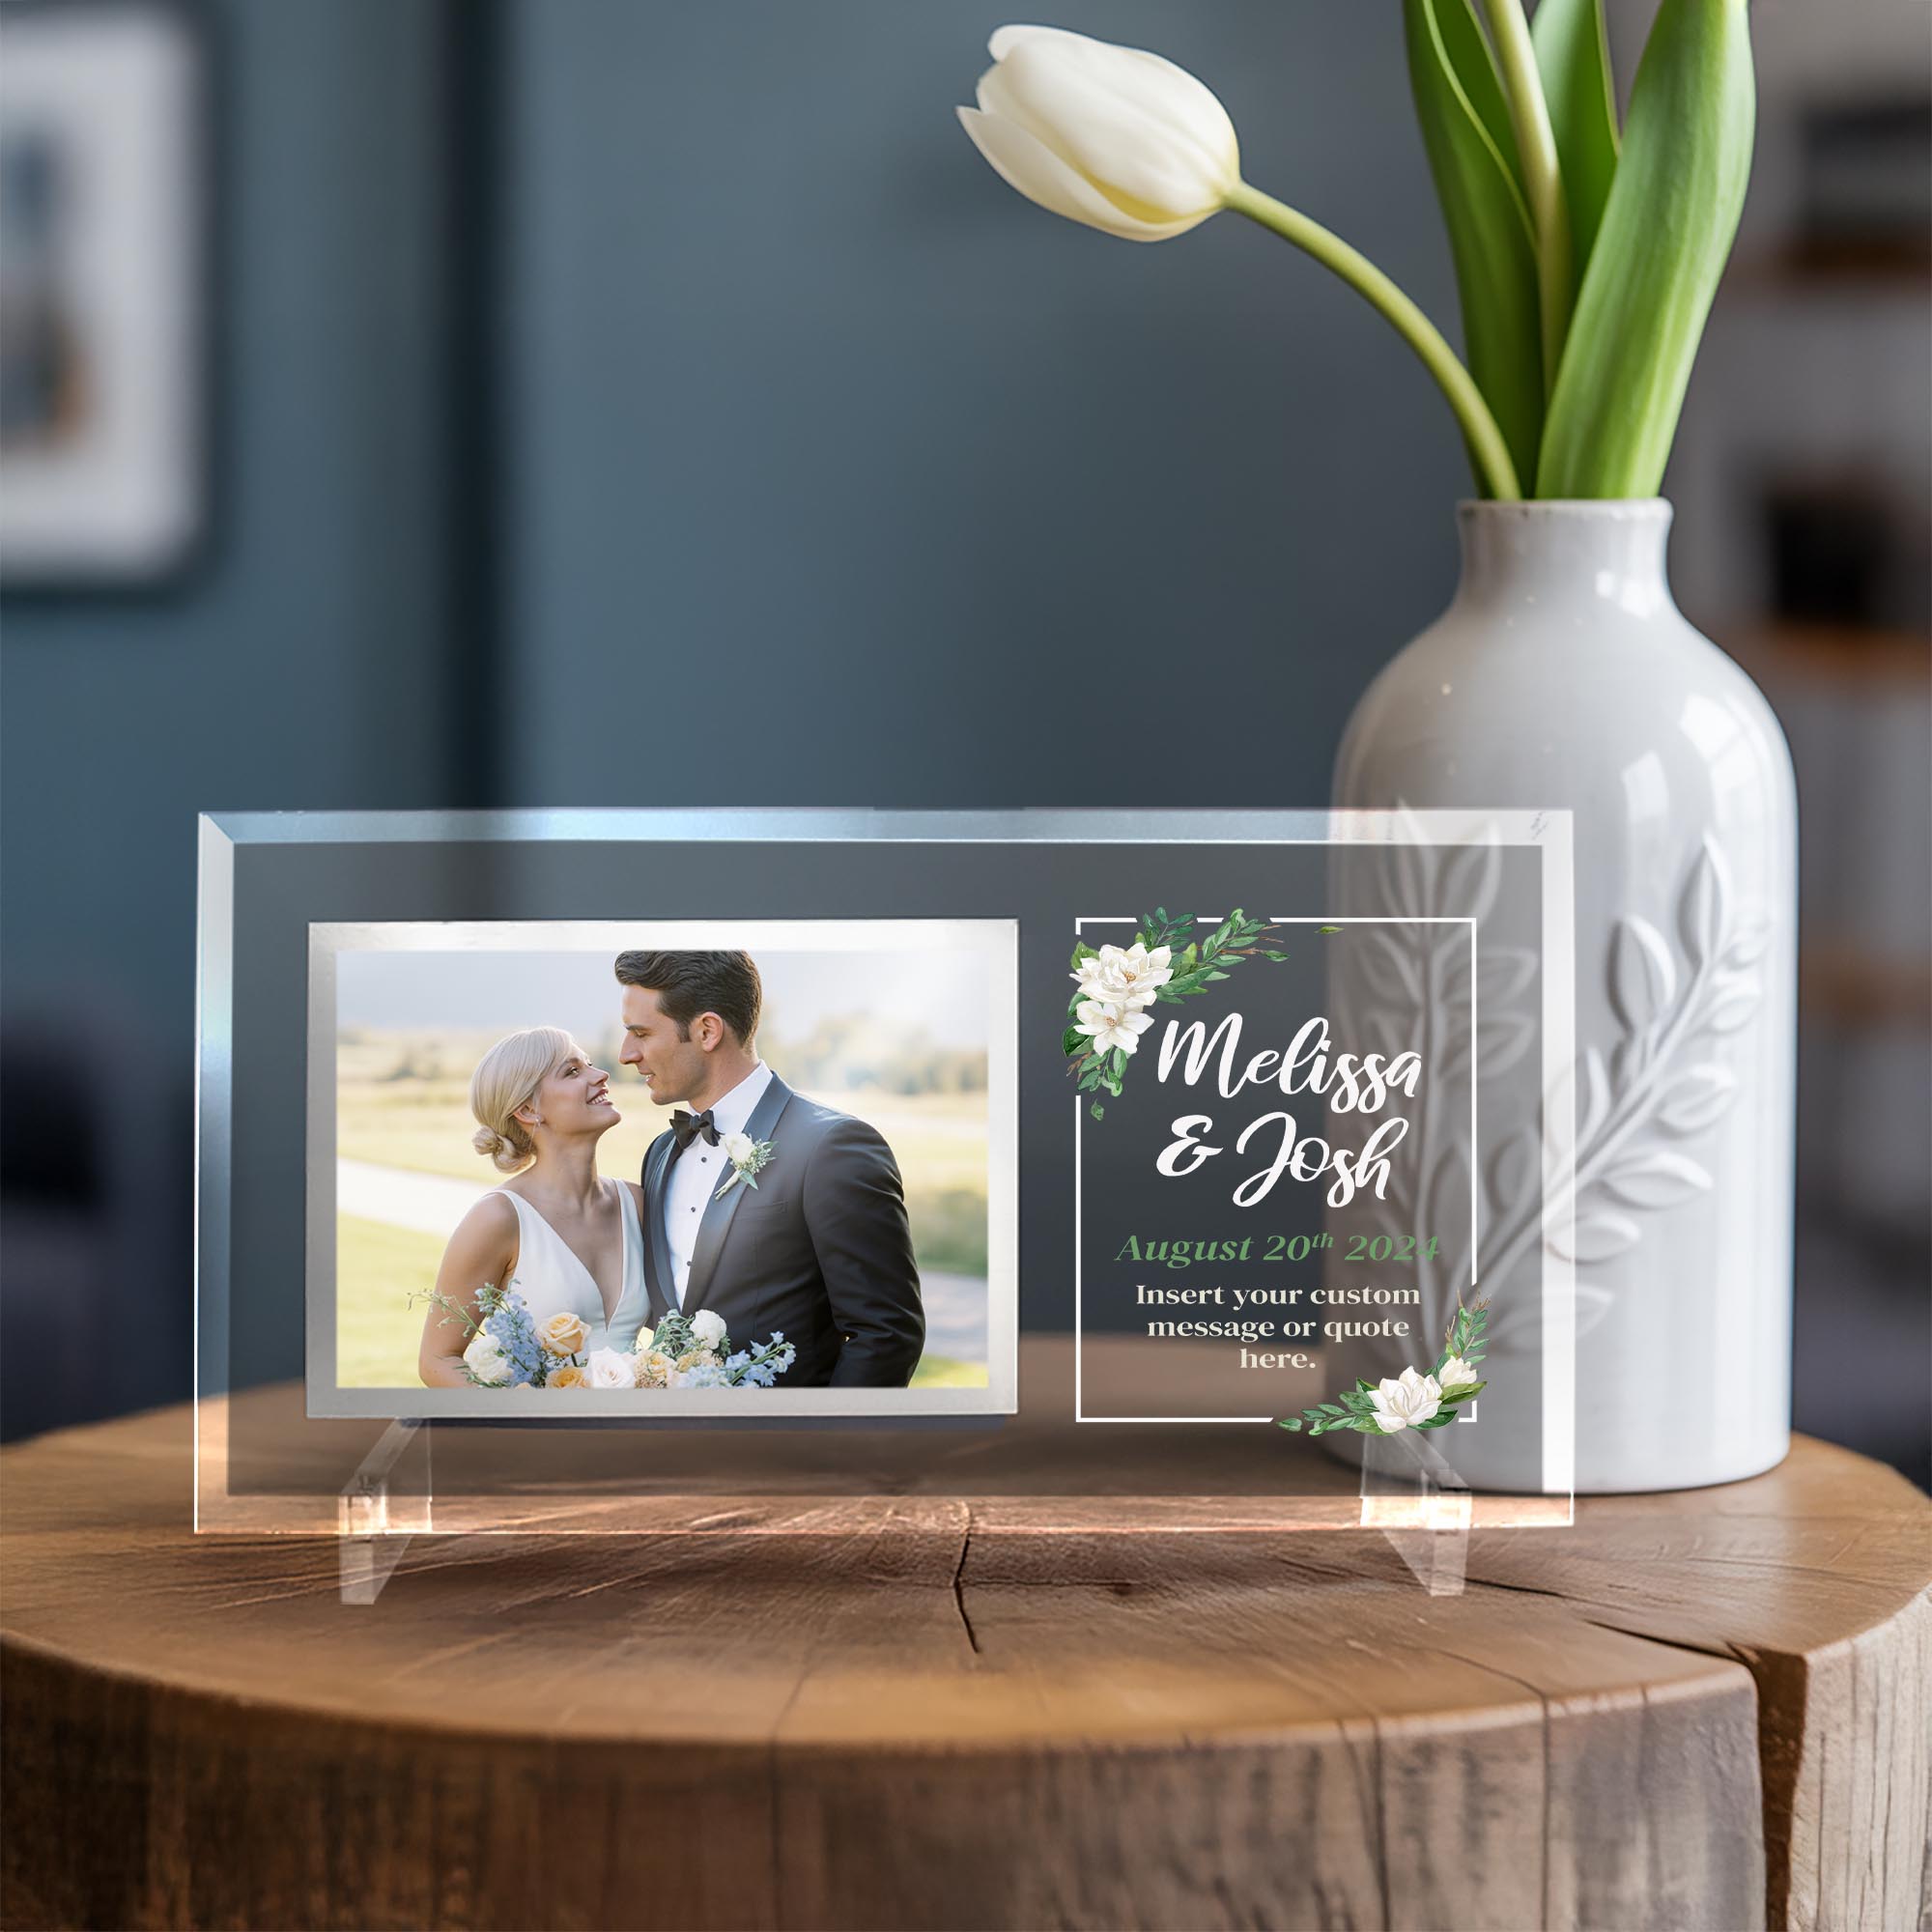 Melissa
& Josh
August 20th 2024
Insert your custom
message or quote
here.